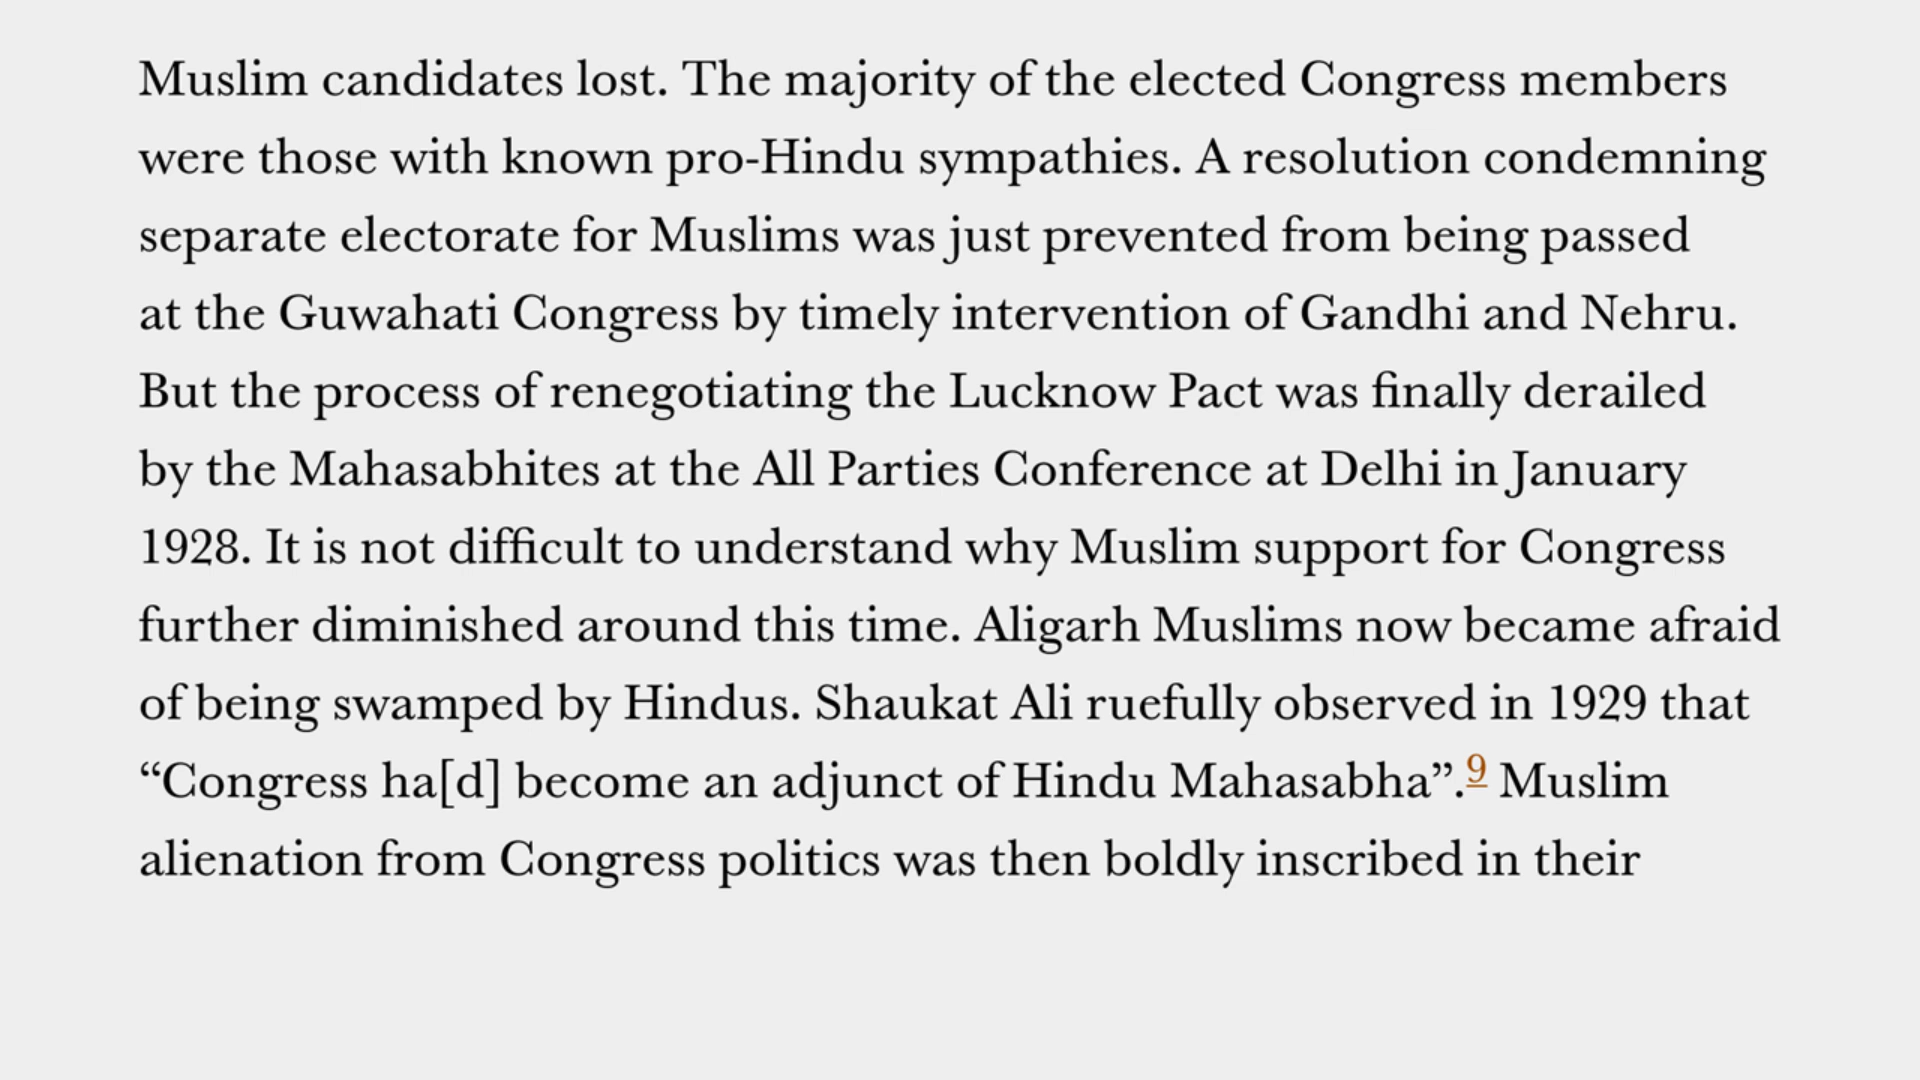 Muslim candidates lost. The majority of the elected Congress members
were those with known pro-Hindu sympathies. A resolution condemning
separate electorate for Muslims was just prevented from being passed
at the Guwahati Congress by timely intervention of Gandhi and Nehru.
But the process of renegotiating the Lucknow Pact was finally derailed
by the Mahasabhites at the All Parties Conference at Delhi in January
1928. It is not difficult to understand why Muslim support for Congress
further diminished around this time. Aligarh Muslims now became afraid
of being swamped by Hindus. Shaukat Ali ruefully observed in 1929 that
“Congress ha[d] become an adjunct of Hindu Mahasabha”.9 Muslim
alienation from Congress politics was then boldly inscribed in their